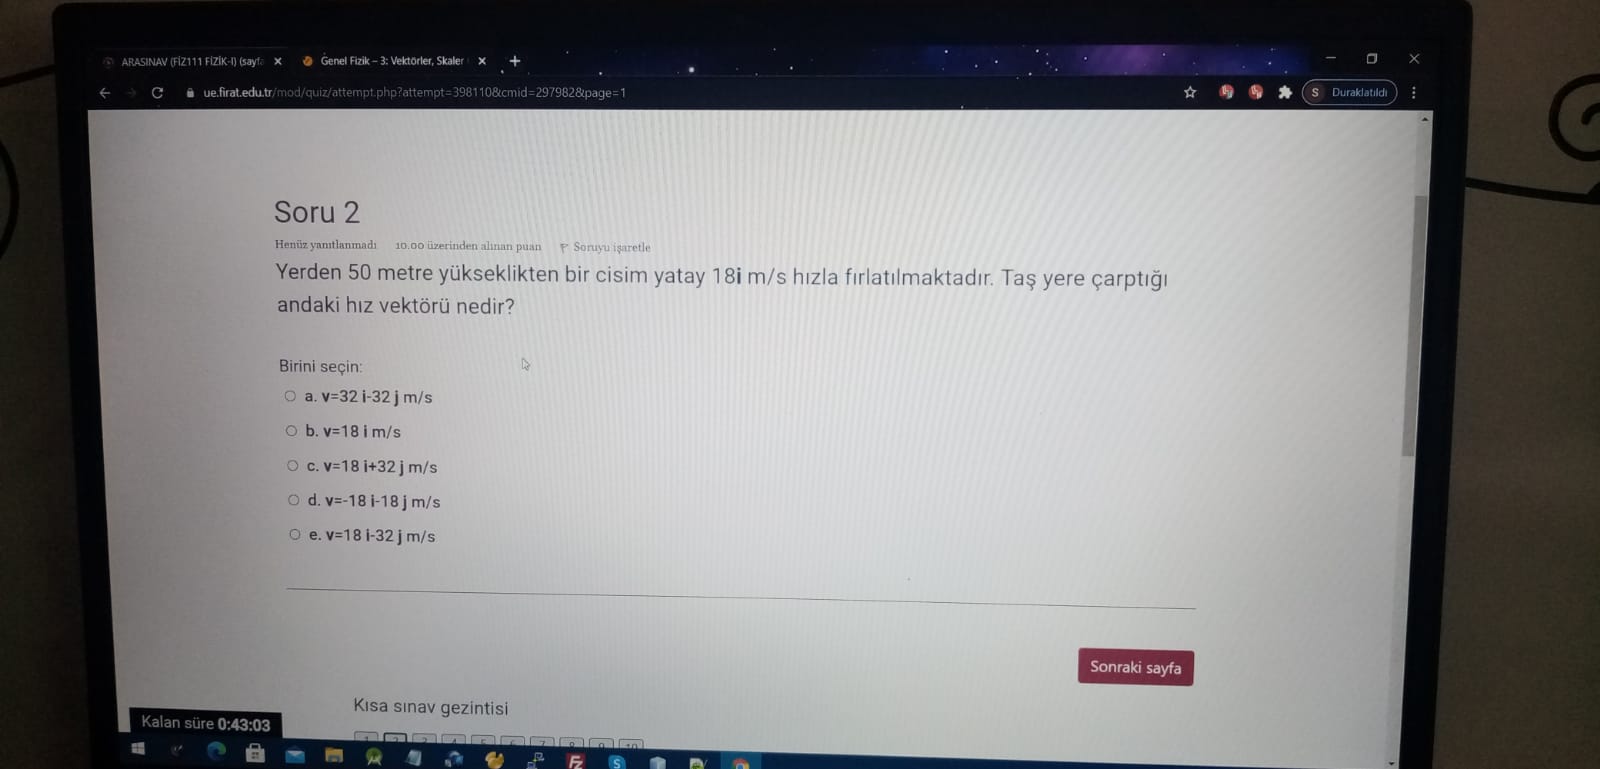 ARASINAV (FİZ111 FİZİK-I) (sayfa
Genel Fizik – 3: Vektörler, Skaler
ue.firat.edu.tr/mod/quiz/attempt.php?attempt=398110&cmid=297982&page=1
S Duraklatıldı
Soru 2
Henüz yanıtlanmadı 10.00 üzerinden alınan puan Soruyu işaretle
Yerden 50 metre yükseklikten bir cisim yatay 18i m/s hızla fırlatılmaktadır. Taş yere çarptığı
andaki hız vektörü nedir?
Birini seçin:
a. v=32 i-32 j m/s
b. v=18 i m/s
c. v=18 i+32 j m/s
d. v=-18 i-18 j m/s
e. v=18 i-32 j m/s
Sonraki sayfa
Kısa sınav gezintisi
Kalan süre 0:43:03